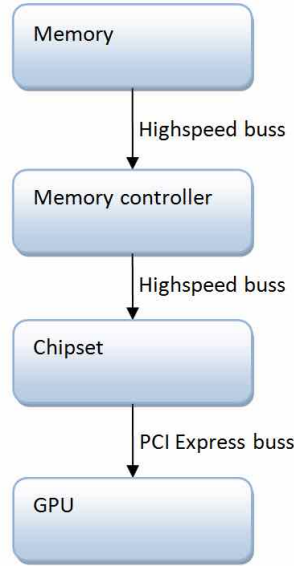 Memory
Highspeed buss
Memory controller
Highspeed buss
Chipset
PCI Express buss
GPU